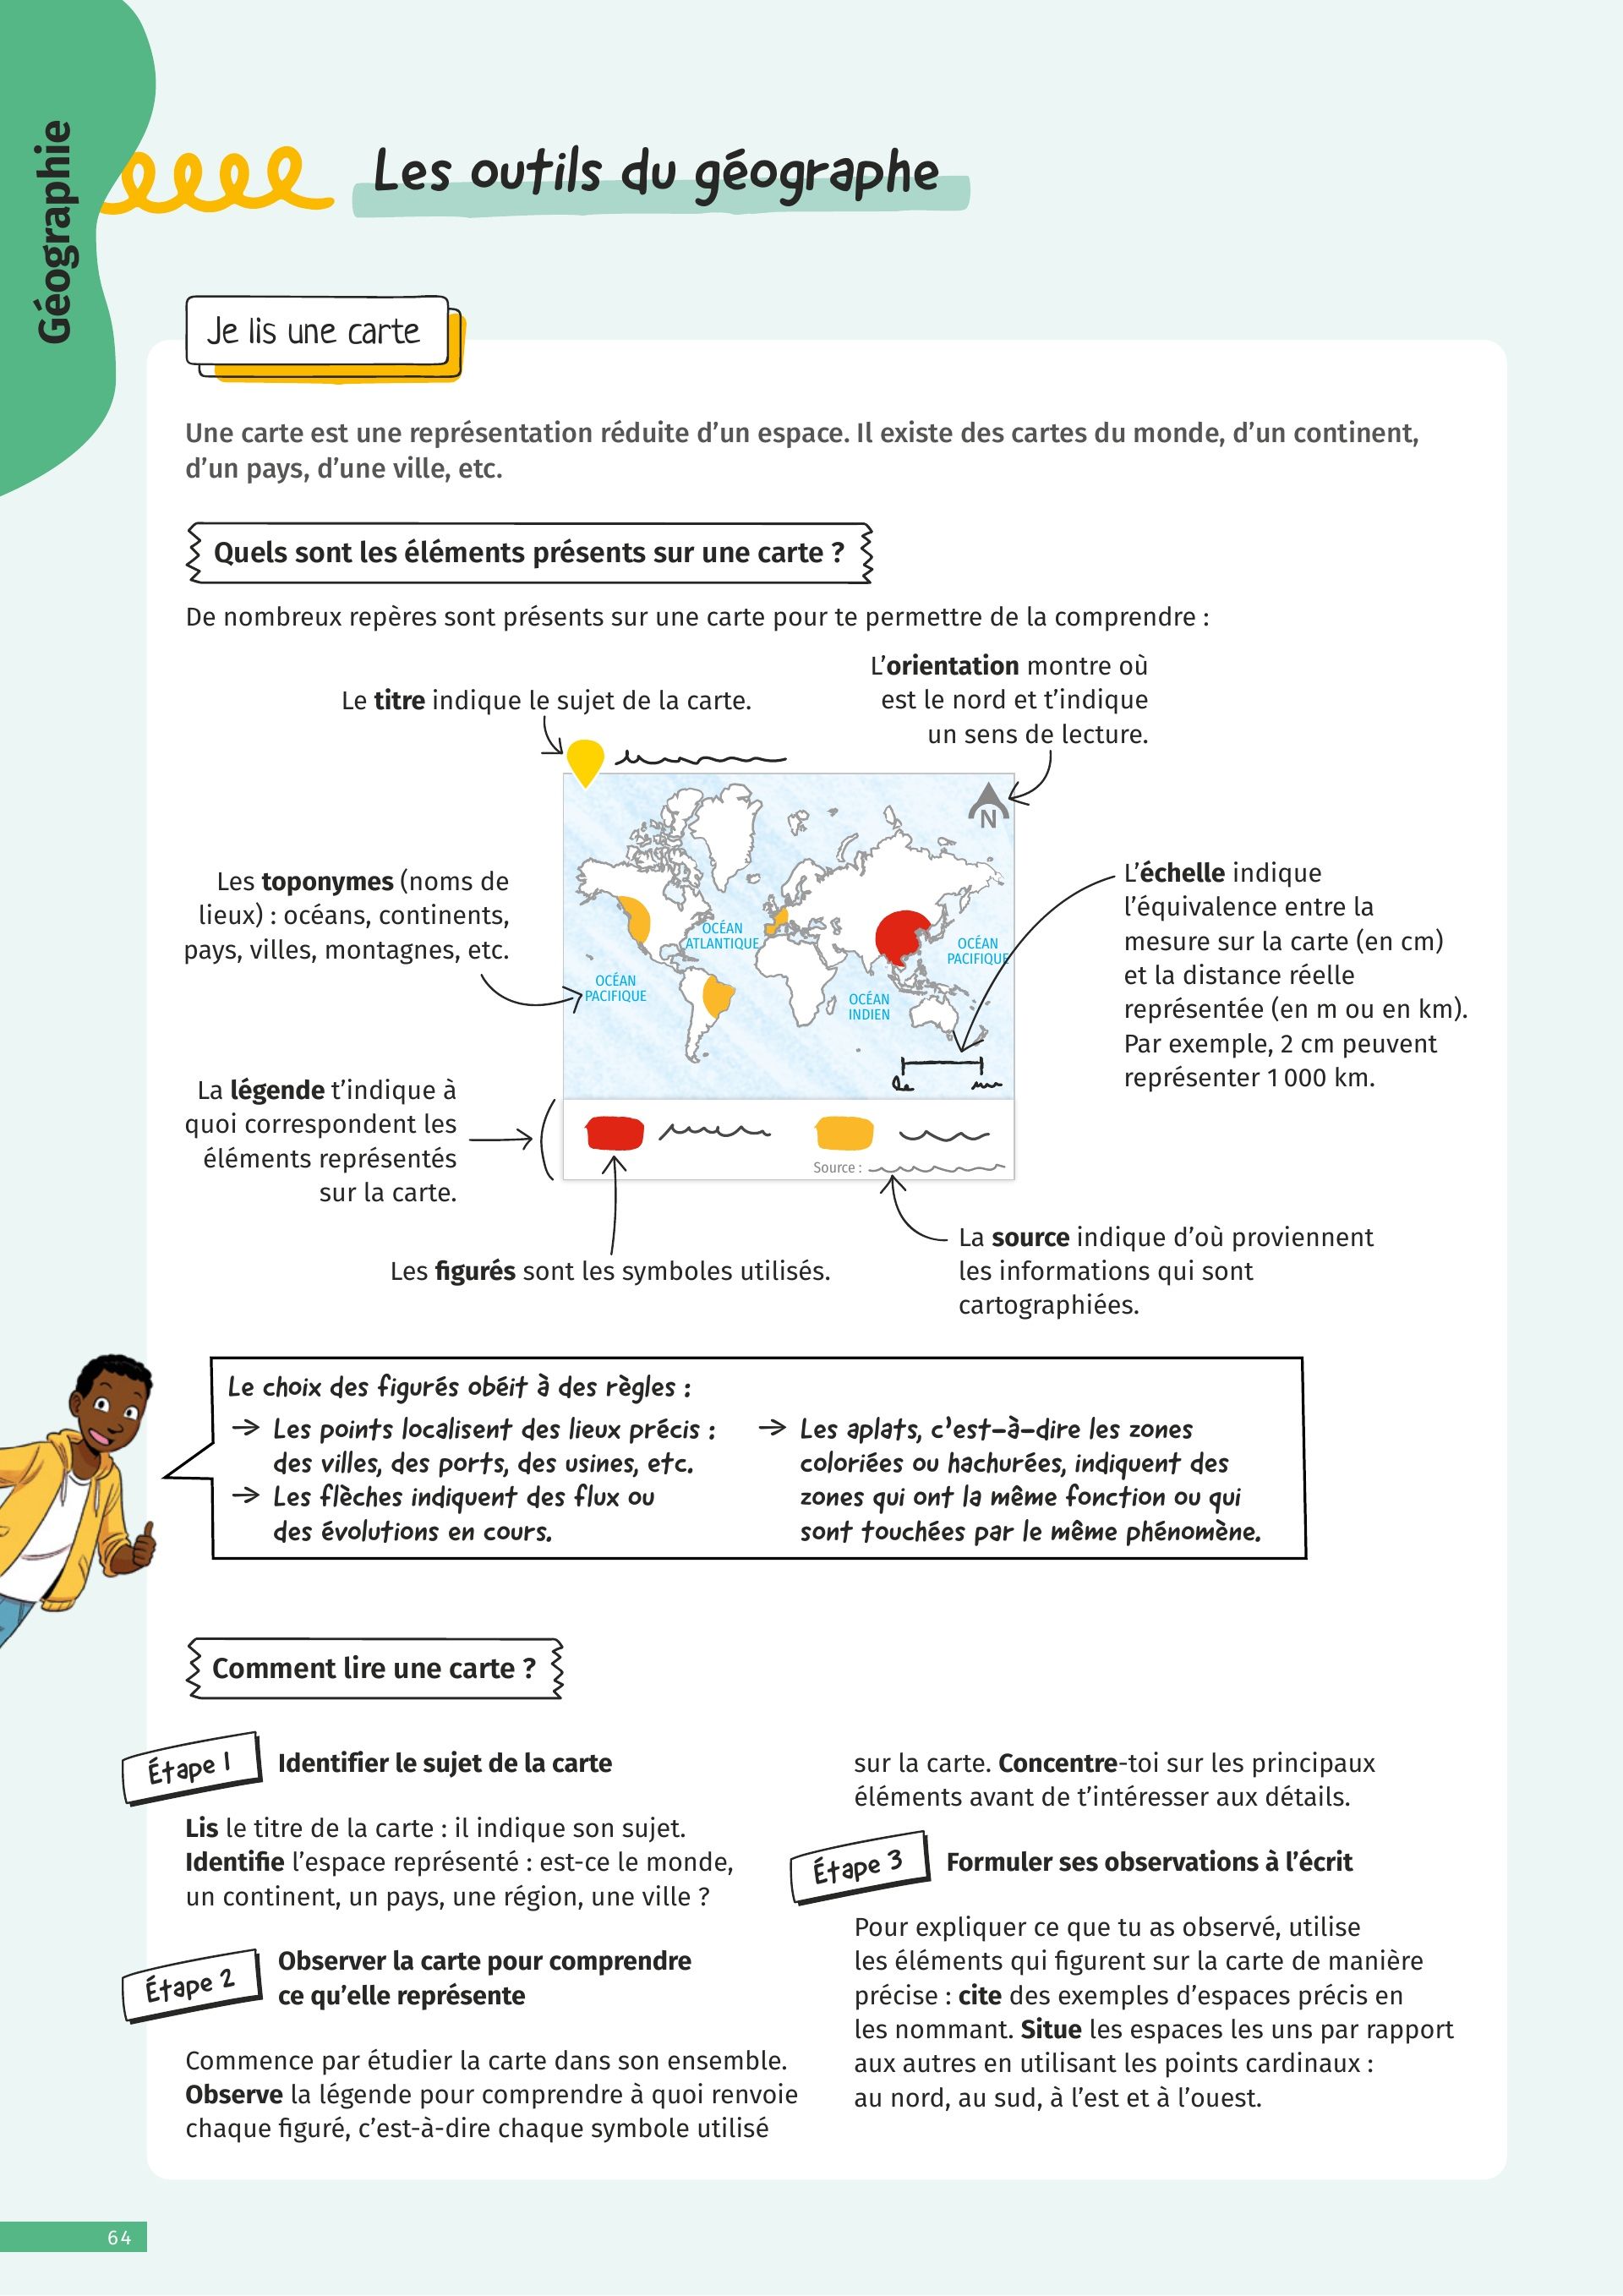 Géographie
Les outils du géographe
Je lis une carte
Une carte est une représentation réduite d'un espace. Il existe des cartes du monde, d'un continent,
d'un pays, d'une ville, etc.
Quels sont les éléments présents sur une carte ?
De nombreux repères sont présents sur une carte pour te permettre de la comprendre :
Le titre indique le sujet de la carte.
L'orientation montre où
est le nord et t'indique
un sens de lecture.
N
Les toponymes (noms de
lieux) : océans, continents,
pays, villes, montagnes, etc.
OCÉAN
ATLANTIQUE
OCÉAN
PACIFIQUE
OCÉAN
PACIFIQUE
OCÉAN
INDIEN
L'échelle indique
l'équivalence entre la
mesure sur la carte (en cm)
et la distance réelle
représentée (en m ou en km).
Par exemple, 2 cm peuvent
représenter 1 000 km.
La légende t'indique à
quoi correspondent les
éléments représentés
sur la carte.
Source :
Les figurés sont les symboles utilisés.
La source indique d'où proviennent
les informations qui sont
cartographiées.
Le choix des figurés obéit à des règles :
→ Les points localisent des lieux précis :
des villes, des ports, des usines, etc.
→ Les flèches indiquent des flux ou
des évolutions en cours.
→ Les aplats, c'est-à-dire les zones
coloriées ou hachurées, indiquent des
zones qui ont la même fonction ou qui
sont touchées par le même phénomène.
Comment lire une carte ?
Étape 1
Identifier le sujet de la carte
Lis le titre de la carte : il indique son sujet.
Identifie l'espace représenté : est-ce le monde,
un continent, un pays, une région, une ville ?
Étape 2
Observer la carte pour comprendre
ce qu'elle représente
Commence par étudier la carte dans son ensemble.
Observe la légende pour comprendre à quoi renvoie
chaque figuré, c'est-à-dire chaque symbole utilisé
sur la carte. Concentre-toi sur les principaux
éléments avant de t'intéresser aux détails.
Étape 3
Formuler ses observations à l'écrit
Pour expliquer ce que tu as observé, utilise
les éléments qui figurent sur la carte de manière
précise : cite des exemples d'espaces précis en
les nommant. Situe les espaces les uns par rapport
aux autres en utilisant les points cardinaux :
au nord, au sud, à l'est et à l'ouest.
64